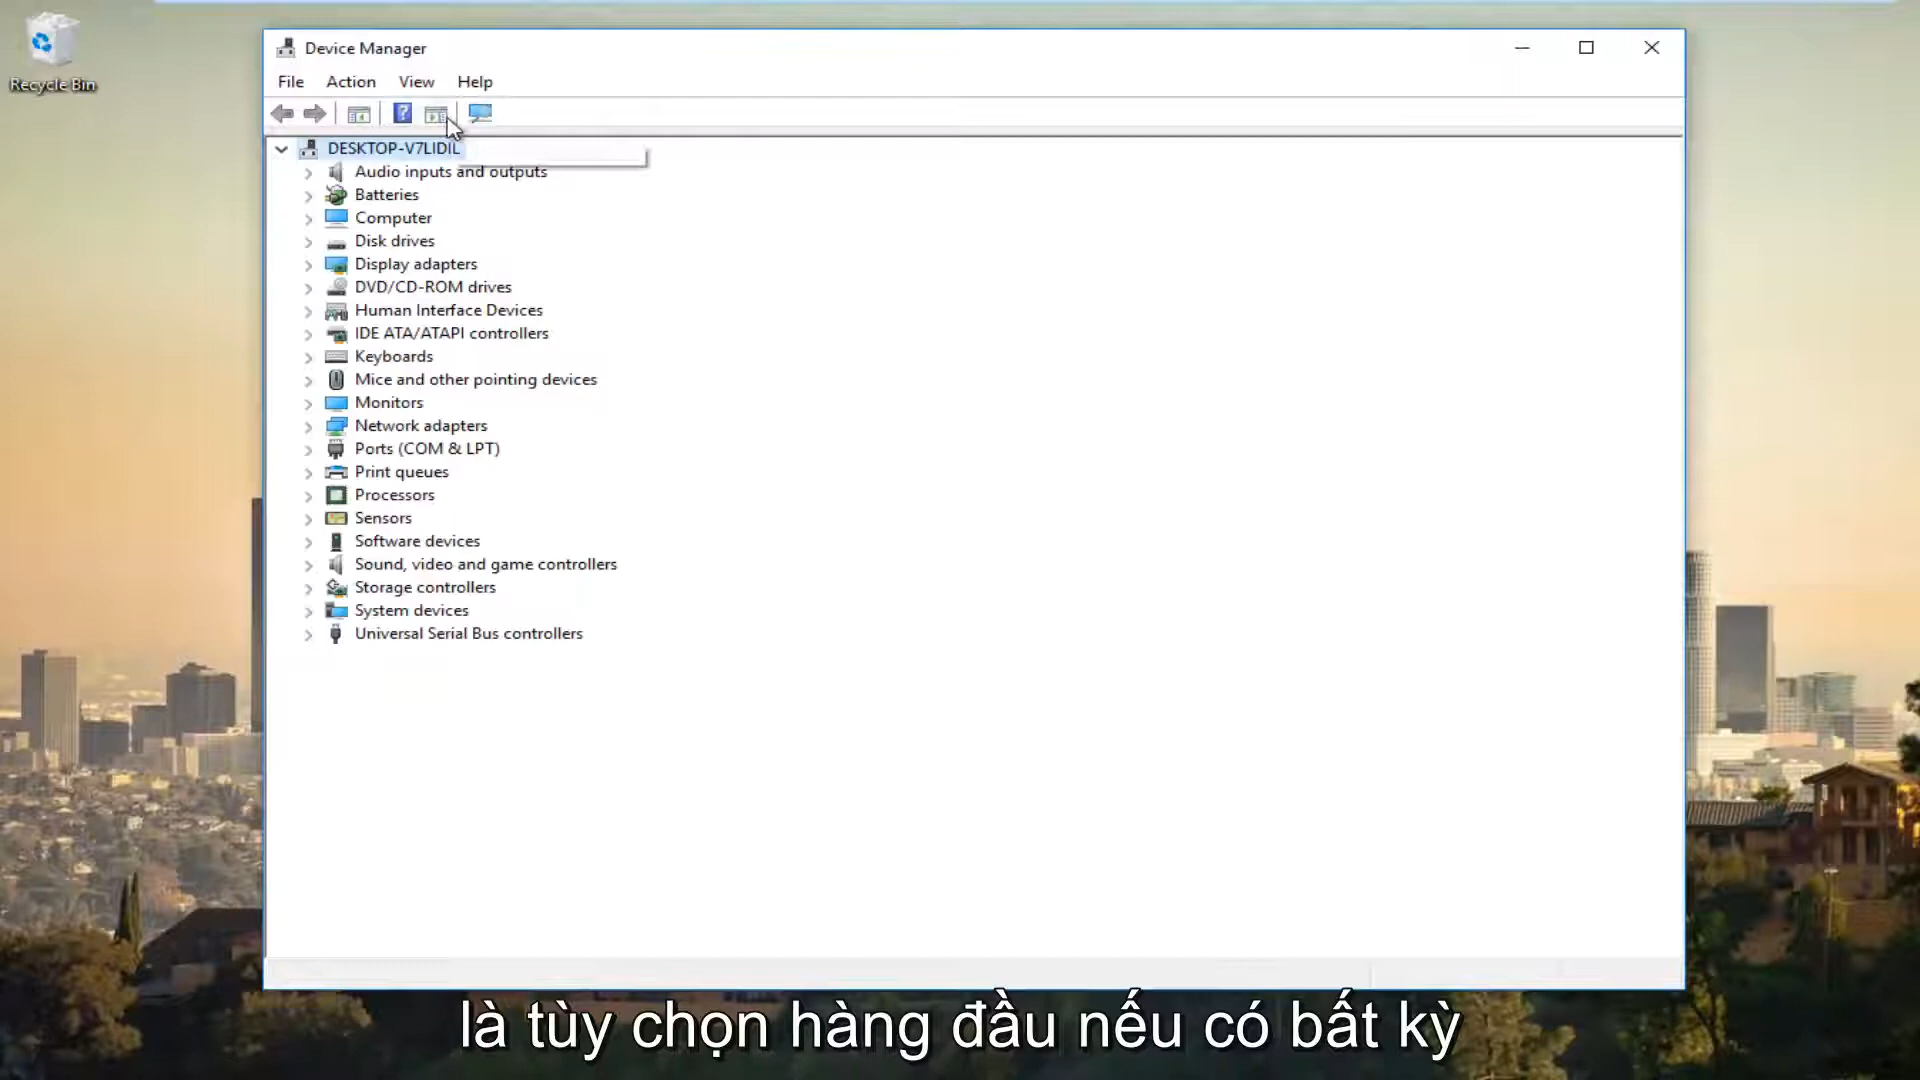 Recycle Bin
Device Manager
File Action View Help
DESKTOP-V7LIDIL
Audio inputs and outputs
Batteries
Computer
Disk drives
Display adapters
DVD/CD-ROM drives
Human Interface Devices
IDE ATA/ATAPI controllers
Keyboards
Mice and other pointing devices
Monitors
Network adapters
Ports (COM & LPT)
Print queues
Processors
Sensors
Software devices
Sound, video and game controllers
Storage controllers
System devices
Universal Serial Bus controllers
là tùy chọn hàng đầu nếu có bất kỳ